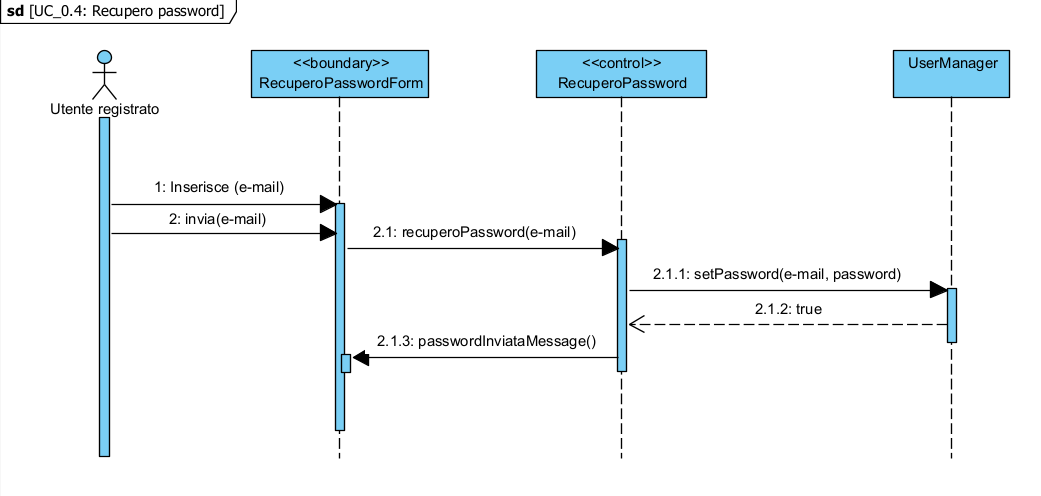 sd [UC_0.4: Recupero password]
<<boundary>>
RecuperoPasswordForm
<<control>>
RecuperoPassword
UserManager
Utente registrato
1: Inserisce (e-mail)
2: invia(e-mail)
2.1: recuperoPassword(e-mail)
2.1.1: setPassword(e-mail, password)
2.1.2: true
2.1.3: passwordInviataMessage()